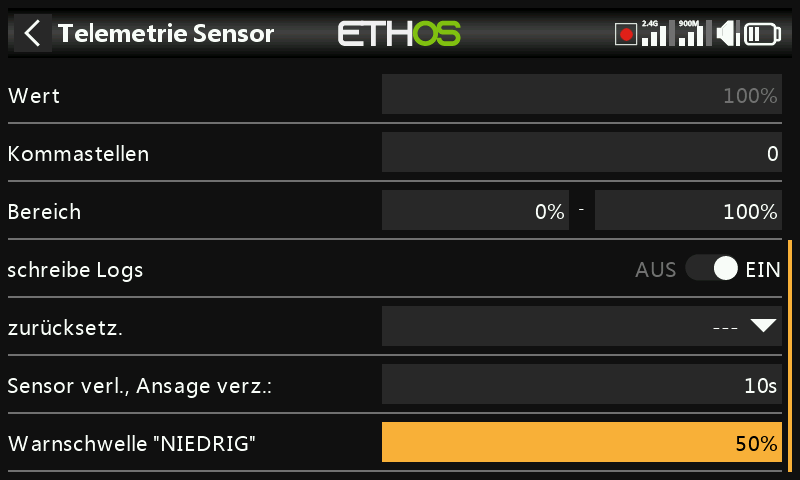 Telemetrie Sensor ETHOS 2.4G 900M
Wert 100%
Kommastellen 0
Bereich 0% - 100%
schreibe Logs AUS EIN
zurücksetz. ---
Sensor verl., Ansage verz.: 10s
Warnschwelle "NIEDRIG" 50%